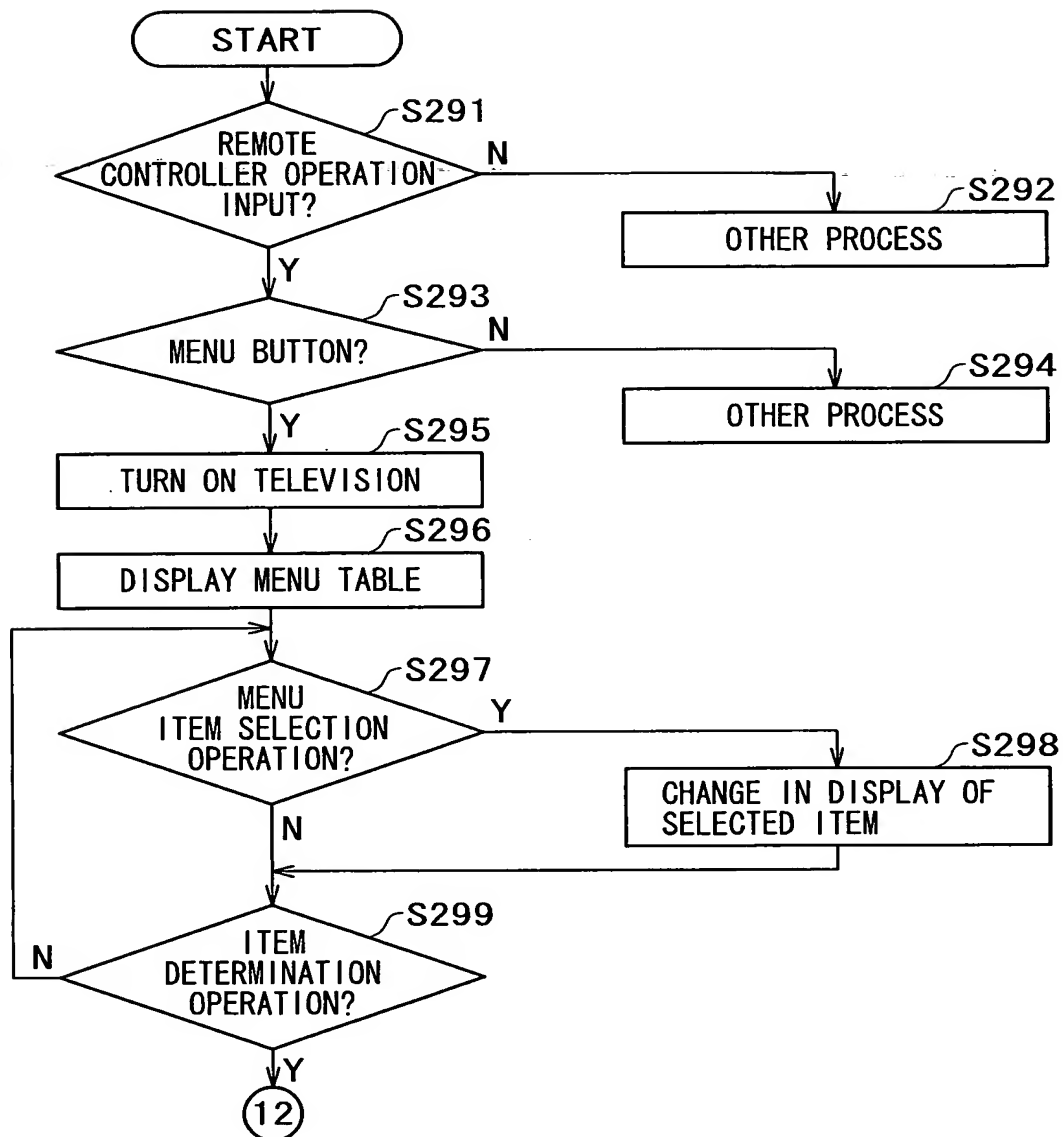 START
S291
REMOTE
CONTROLLER OPERATION
INPUT?
N
S292
OTHER PROCESS
Y
S293
MENU BUTTON?
N
S294
OTHER PROCESS
Y
S295
TURN ON TELEVISION
S296
DISPLAY MENU TABLE
S297
MENU
ITEM SELECTION
OPERATION?
Y
S298
CHANGE IN DISPLAY OF
SELECTED ITEM
N
S299
ITEM
DETERMINATION
OPERATION?
N
Y
12